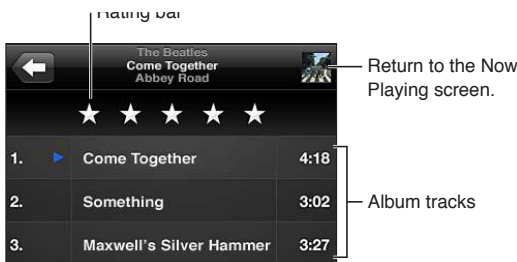 Rating bar
The Beatles
Come Together
Abbey Road
Return to the Now
Playing screen.
1. Come Together 4:18
2. Something 3:02
3. Maxwell's Silver Hammer 3:27
Album tracks